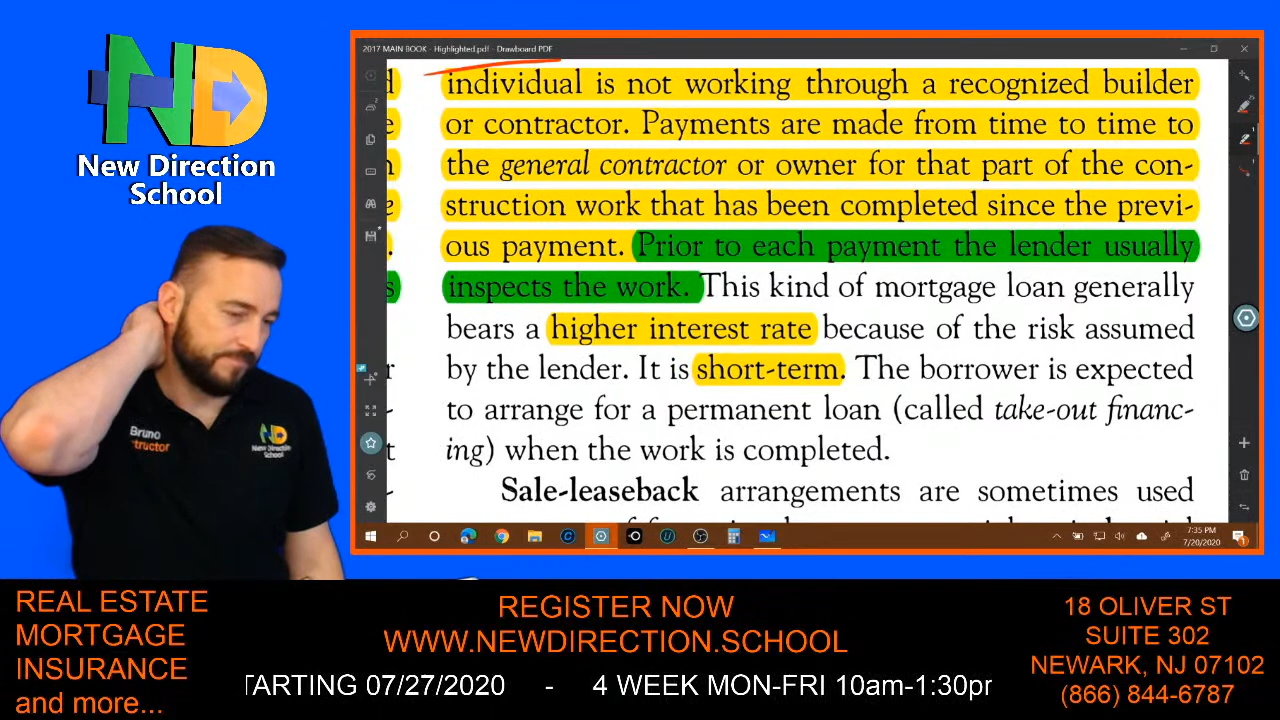 ND
New Direction
School
Bruno
New Direction
School
2017 MAIN BOOK - Highlighted.pdf - Drawboard PDF
individual is not working through a recognized builder
or contractor. Payments are made from time to time to
the general contractor or owner for that part of the con-
struction work that has been completed since the previ-
ous payment. Prior to each payment the lender usually
inspects the work. This kind of mortgage loan generally
bears a higher interest rate because of the risk assumed
by the lender. It is short-term. The borrower is expected
to arrange for a permanent loan (called take-out financ-
ing) when the work is completed.
Sale-leaseback arrangements are sometimes used
7:35 PM
7/20/2020
REAL ESTATE
MORTGAGE
INSURANCE
and more...
REGISTER NOW
WWW.NEWDIRECTION.SCHOOL
TARTING 07/27/2020 - 4 WEEK MON-FRI 10am-1:30p
18 OLIVER ST
SUITE 302
NEWARK, NJ 07102
(866) 844-6787